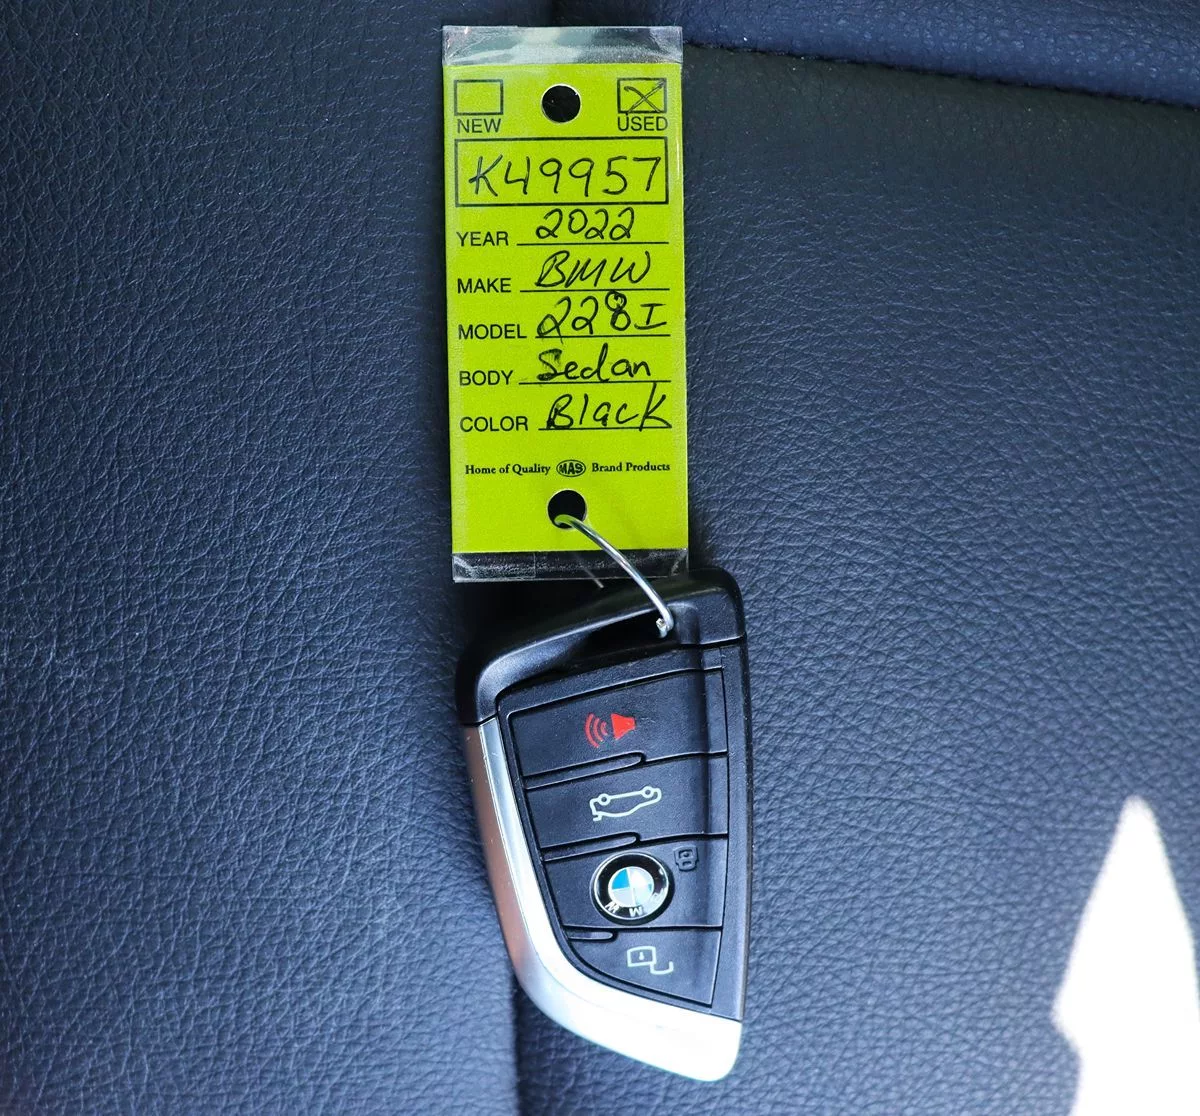 NEW USED
K49957
YEAR 2022
MAKE BMW
MODEL 228I
BODY Sedan
COLOR Black
Home of Quality MAS Brand Products
BMW